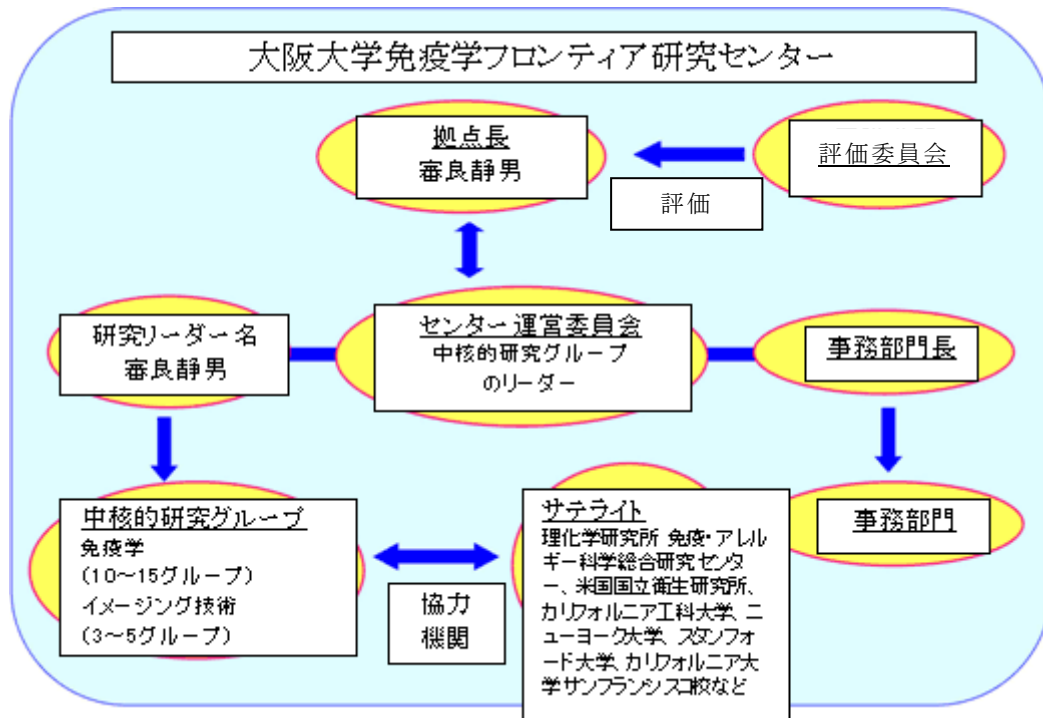 大阪大学免疫学フロンティア研究センター
拠点長
審良静男
評価委員会
評価
研究リーダー名
審良静男
センター運営委員会
中核的研究グループ
のリーダー
事務部門長
中核的研究グループ
免疫学
(10～15グループ)
イメージング技術
(3～5グループ)
協力
機関
サテライト
理化学研究所 免疫・アレル
ギー科学総合研究センタ
ー、米国国立衛生研究所、
カリフォルニア工科大学、ニ
ューヨーク大学、スタンフォ
ード大学、カリフォルニア大
学サンフランシスコ校など
事務部門